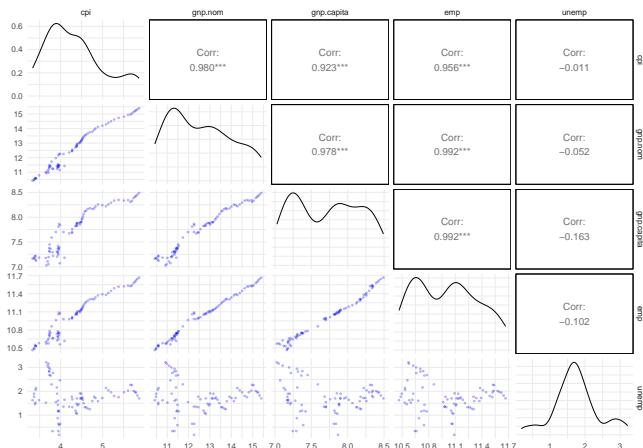 cpi gnp.nom gnp.capita emp unemp
0.6
0.4
0.2
0.0
Corr:
0.980***
Corr:
0.923***
Corr:
0.956***
Corr:
−0.011
cpi
15
14
13
12
11
Corr:
0.978***
Corr:
0.992***
Corr:
−0.052
gnp.nom
8.5
8.0
7.5
7.0
Corr:
0.992***
Corr:
−0.163
gnp.capita
11.7
11.4
11.1
10.8
10.5
Corr:
−0.102
emp
3
2
1
unemp
4 5 11 12 13 14 15 7.0 7.5 8.0 8.5 10.5 10.8 11.1 11.4 11.7 1 2 3